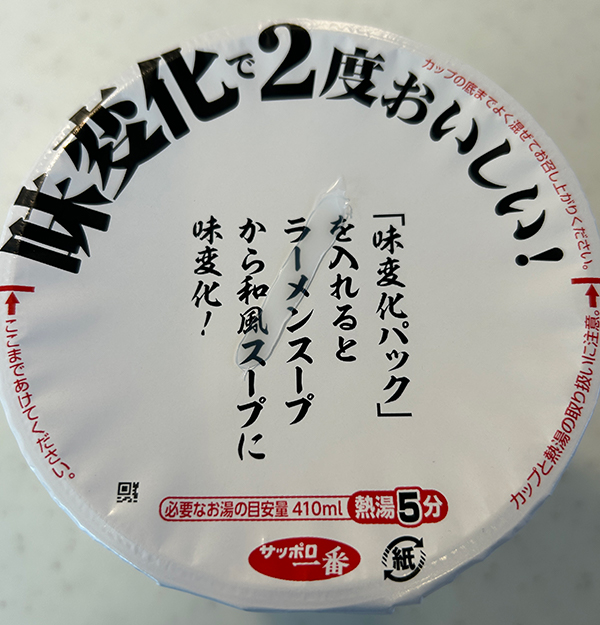 味変化で2度おいしい!
カップの底までよく混ぜてお召し上がりください。
「味変化パック」
を入れると
ラーメンスープ
から和風スープに
味変化!
ここまであけてください。
カップと熱湯の取り扱いに注意。
必要なお湯の目安量 410ml 熱湯5分
サッポロ一番
紙